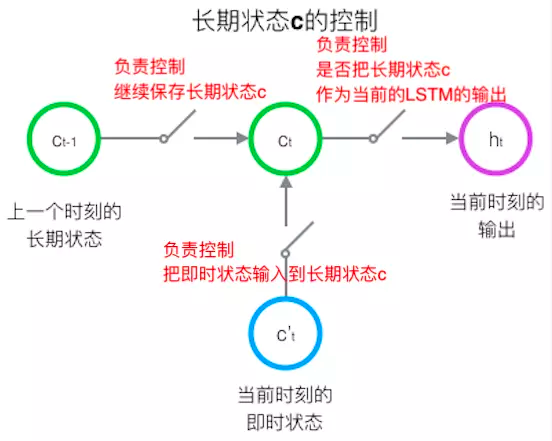 长期状态c的控制
负责控制
继续保存长期状态c
负责控制
是否把长期状态c
作为当前的LSTM的输出
Ct-1
Ct
ht
上一个时刻的
长期状态
当前时刻的
输出
负责控制
把即时状态输入到长期状态c
C't
当前时刻的
即时状态